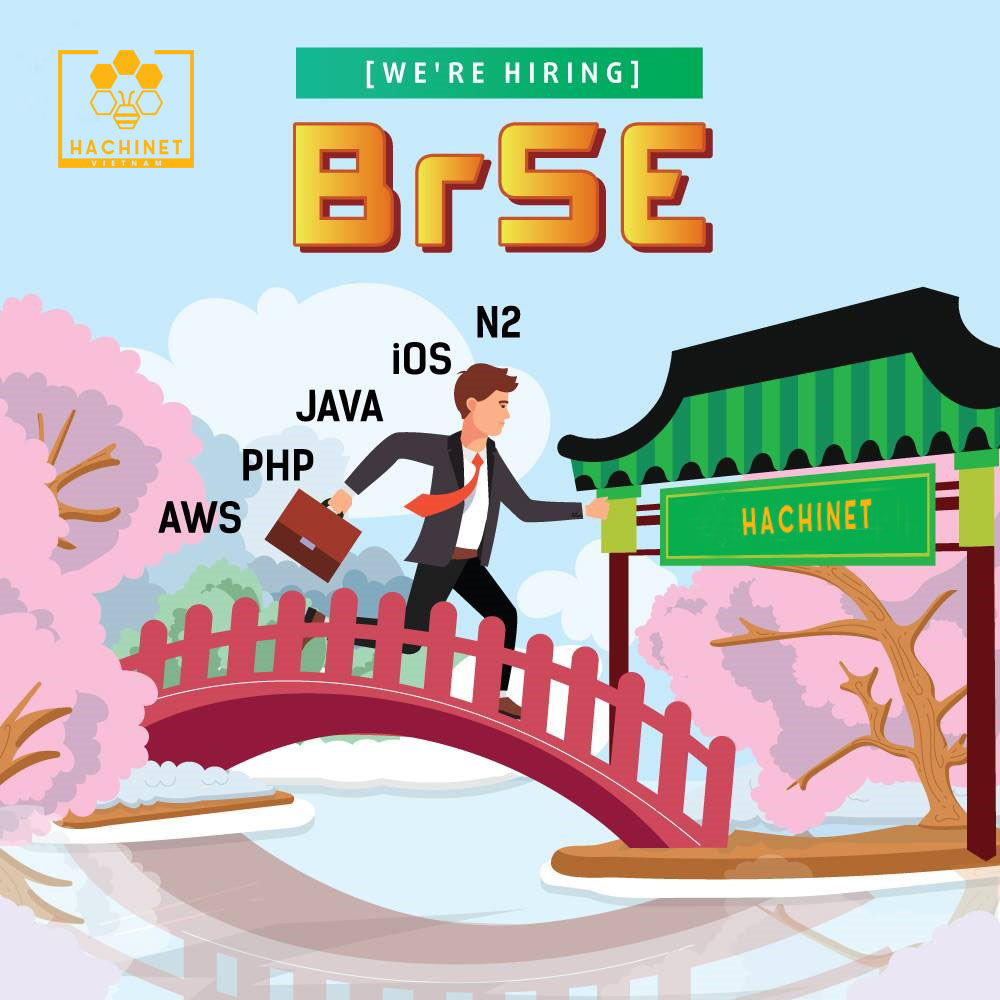 HACHINET
VIETNAM
[WE'RE HIRING]
BrSE
N2
iOS
JAVA
PHP
AWS
HACHINET